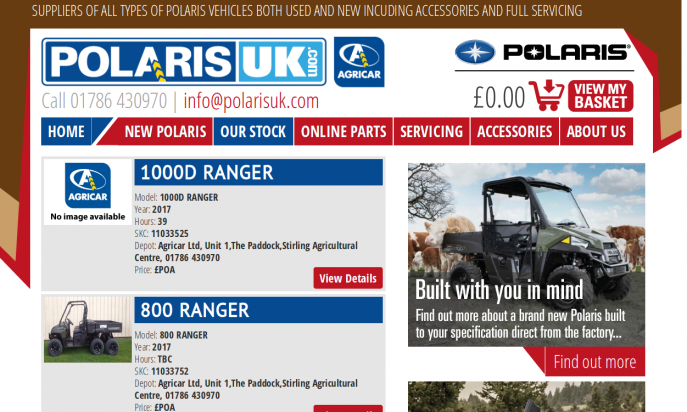 SUPPLIERS OF ALL TYPES OF POLARIS VEHICLES BOTH USED AND NEW INCUDING ACCESSORIES AND FULL SERVICING
POLARIS UK .com
AGRICAR
POLARIS
Call 01786 430970 | info@polarisuk.com
£0.00
VIEW MY
BASKET
HOME
NEW POLARIS
OUR STOCK
ONLINE PARTS
SERVICING
ACCESSORIES
ABOUT US
AGRICAR
No image available
1000D RANGER
Model: 1000D RANGER
Year: 2017
Hours: 39
SKC: 11033525
Depot: Agricar Ltd, Unit 1,The Paddock,Stirling Agricultural
Centre, 01786 430970
Price: £POA
View Details
800 RANGER
Model: 800 RANGER
Year: 2017
Hours: TBC
SKC: 11033752
Depot: Agricar Ltd, Unit 1,The Paddock,Stirling Agricultural
Centre, 01786 430970
Price: £POA
Built with you in mind
Find out more about a brand new Polaris built
to your specification direct from the factory...
Find out more